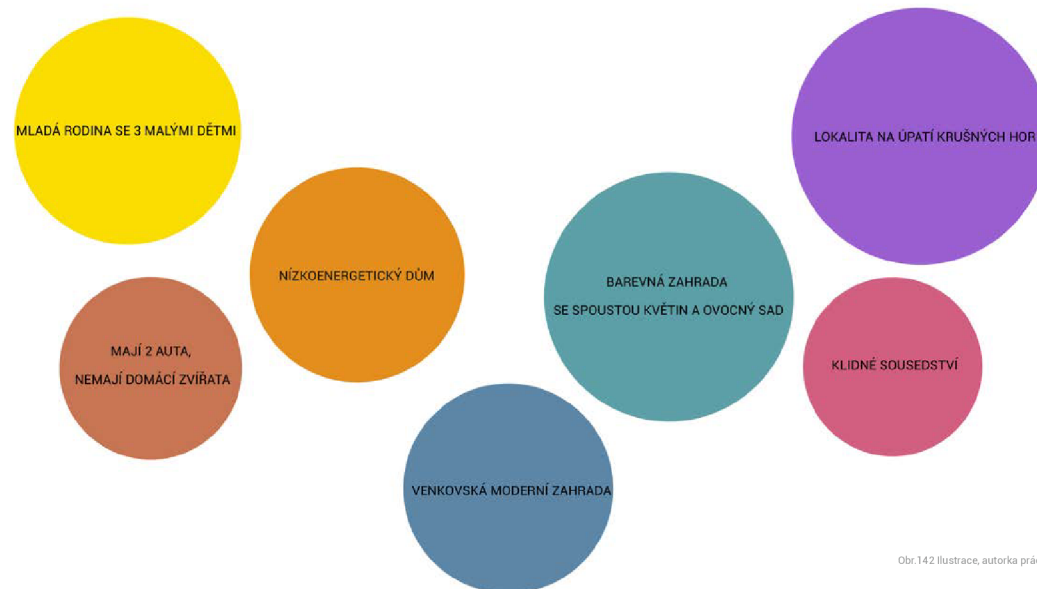 MLADÁ RODINA SE 3 MALÝMI DĚTMI
LOKALITA NA ÚPATÍ KRUŠNÝCH HOR
NÍZKOENERGETICKÝ DŮM
BAREVNÁ ZAHRADA
SE SPOUSTOU KVĚTIN A OVOCNÝ SAD
MAJÍ 2 AUTA,
NEMAJÍ DOMÁCÍ ZVÍŘATA
KLIDNÉ SOUSEDSTVÍ
VENKOVSKÁ MODERNÍ ZAHRADA
Obr.142 Ilustrace, autorka